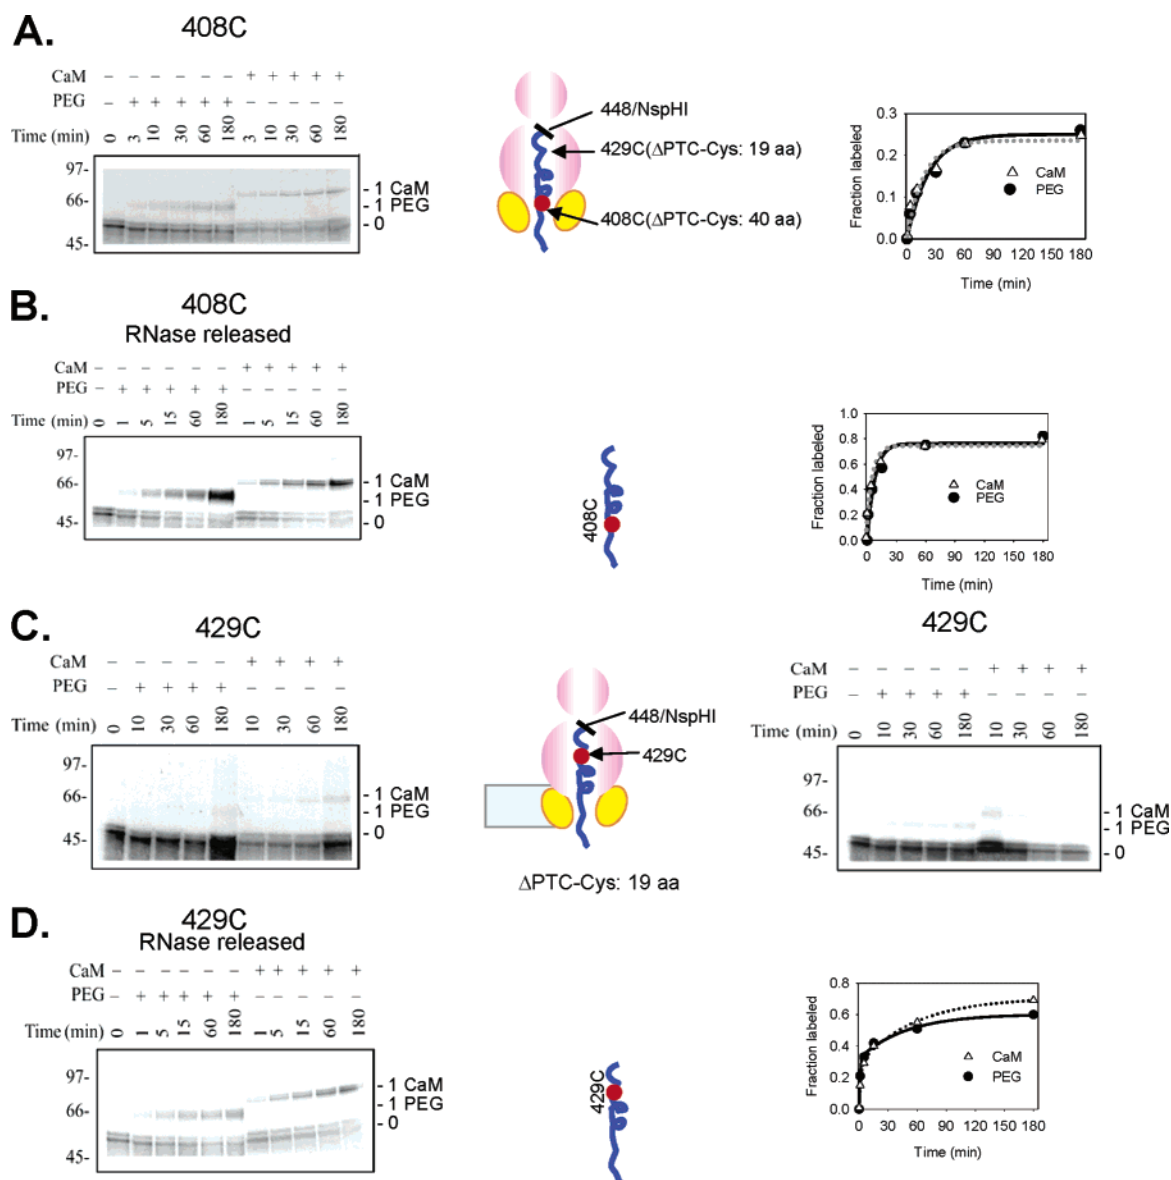 A.
408C
CaM – – – – – – + + + + +
PEG – + + + + + – – – – –
Time (min) 0 3 10 30 60 180 3 10 30 60 180
97-
66-
45-
- 1 CaM
- 1 PEG
- 0
448/NspHI
429C(ΔPTC-Cys: 19 aa)
408C(ΔPTC-Cys: 40 aa)
Fraction labeled
0.3
0.2
0.1
0.0
CaM
PEG
0 30 60 90 120 150 180
Time (min)
B.
408C
RNase released
CaM – – – – – – + + + + +
PEG – + + + + + – – – – –
Time (min) 0 1 5 15 60 180 1 5 15 60 180
97-
66-
45-
- 1 CaM
- 1 PEG
- 0
408C
Fraction labeled
1.0
0.8
0.6
0.4
0.2
0.0
CaM
PEG
0 30 60 90 120 150 180
Time (min)
C.
429C
CaM – – – – – + + + +
PEG – + + + + – – – –
Time (min) 0 10 30 60 180 10 30 60 180
97-
66-
45-
- 1 CaM
- 1 PEG
- 0
448/NspHI
429C
ΔPTC-Cys: 19 aa
429C
CaM – – – – – + + + +
PEG – + + + + – – – –
Time (min) 0 10 30 60 180 10 30 60 180
97-
66-
45-
- 1 CaM
- 1 PEG
- 0
D.
429C
RNase released
CaM – – – – – – + + + + +
PEG – + + + + + – – – – –
Time (min) 0 1 5 15 60 180 1 5 15 60 180
97-
66-
45-
- 1 CaM
- 1 PEG
- 0
429C
Fraction labeled
0.8
0.6
0.4
0.2
0.0
CaM
PEG
0 30 60 90 120 150 180
Time (min)